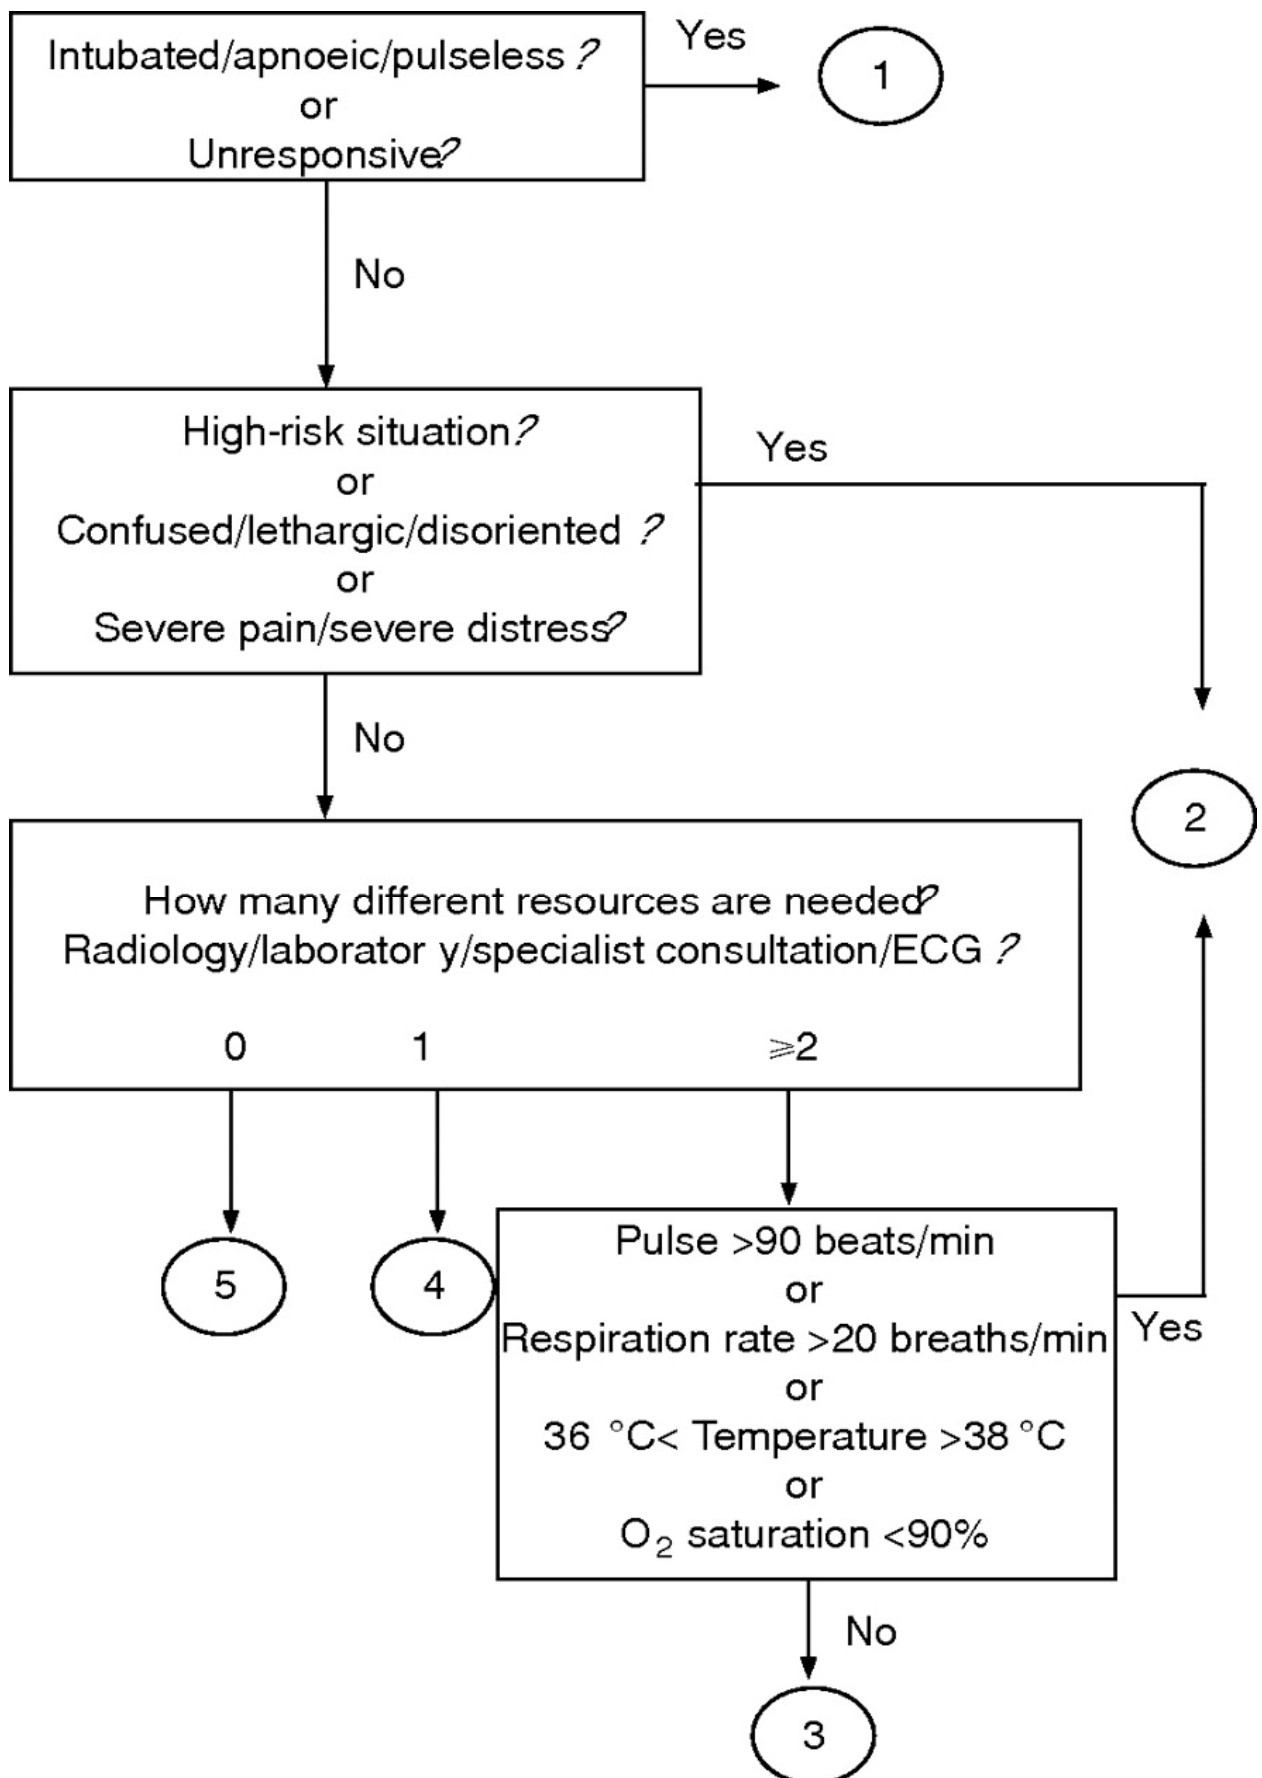 Intubated/apnoeic/pulseless ?
or
Unresponsive?
Yes
1
No
High-risk situation?
or
Confused/lethargic/disoriented ?
or
Severe pain/severe distress?
Yes
No
2
How many different resources are needed?
Radiology/laborator y/specialist consultation/ECG ?
0 1 ⩾2
5
4
Pulse >90 beats/min
or
Respiration rate >20 breaths/min
or
36 °C< Temperature >38 °C
or
O₂ saturation <90%
Yes
No
3